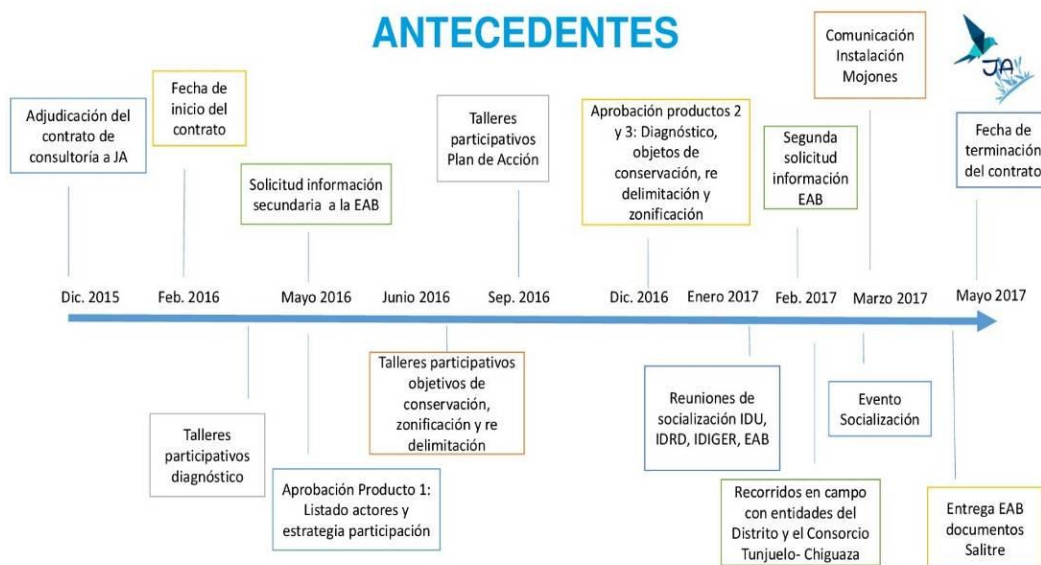 ANTECEDENTES
JA
Adjudicación del
contrato de
consultoría a JA
Fecha de
inicio del
contrato
Solicitud información
secundaria a la EAB
Talleres
participativos
Plan de Acción
Aprobación productos 2
y 3: Diagnóstico,
objetos de
conservación, re
delimitación y
zonificación
Segunda
solicitud
información
EAB
Comunicación
Instalación
Mojones
Fecha de
terminación
del contrato
Dic. 2015
Feb. 2016
Mayo 2016
Junio 2016
Sep. 2016
Dic. 2016
Enero 2017
Feb. 2017
Marzo 2017
Mayo 2017
Talleres
participativos
diagnóstico
Aprobación Producto 1:
Listado actores y
estrategia participación
Talleres participativos
objetivos de
conservación,
zonificación y re
delimitación
Reuniones de
socialización IDU,
IDRD, IDIGER, EAB
Recorridos en campo
con entidades del
Distrito y el Consorcio
Tunjuelo- Chiguaza
Evento
Socialización
Entrega EAB
documentos
Salitre